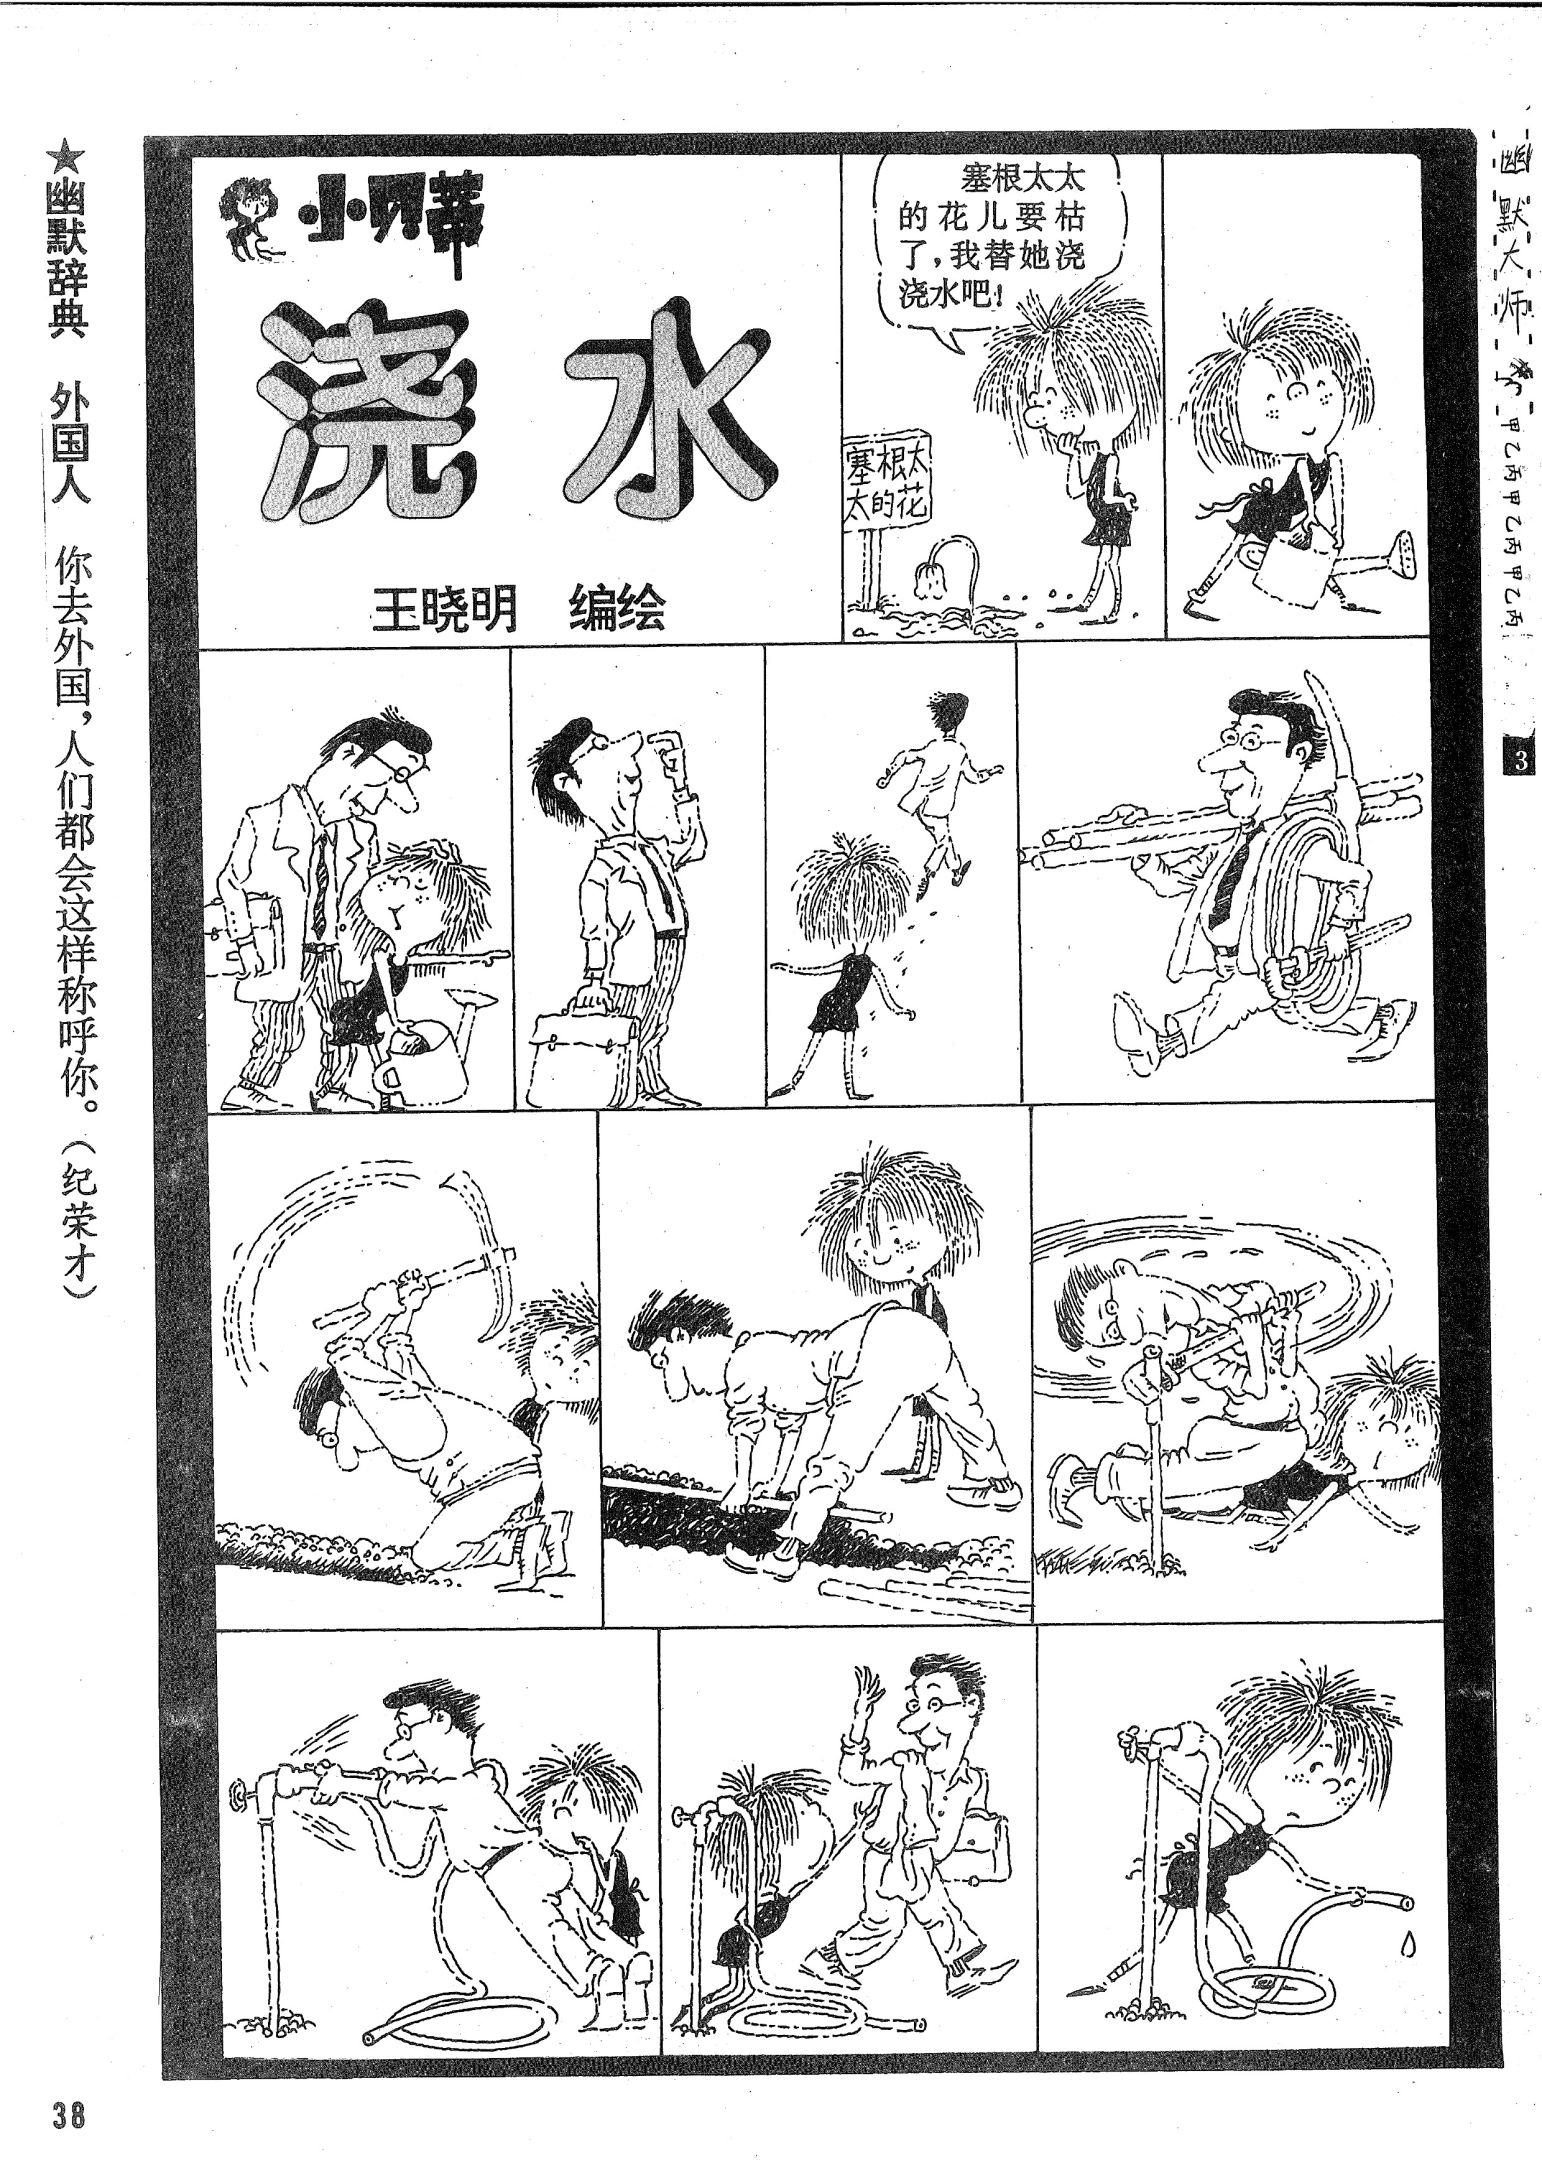 ★幽默辞典 外国人 你去外国，人们都会这样称呼你。（纪荣才）
小贝蒂
浇水
王晓明 编绘
塞根太太
的花儿要枯
了，我替她浇
浇水吧！
塞根太
太的花
幽默大师
甲乙丙甲乙丙甲乙丙
3
38